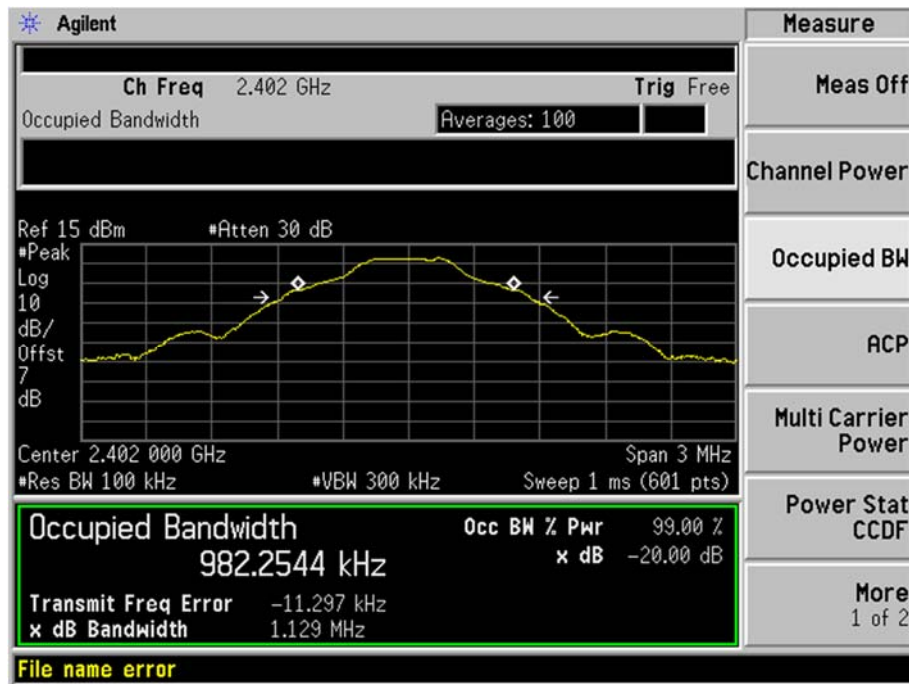 Agilent
Measure
Ch Freq 2.402 GHz Trig Free
Occupied Bandwidth Averages: 100
Meas Off
Channel Power
Occupied BW
ACP
Multi Carrier
Power
Power Stat
CCDF
More
1 of 2
Ref 15 dBm #Atten 30 dB
#Peak
Log
10
dB/
Offst
7
dB
Center 2.402 000 GHz Span 3 MHz
#Res BW 100 kHz #VBW 300 kHz Sweep 1 ms (601 pts)
Occupied Bandwidth
982.2544 kHz
Occ BW % Pwr 99.00 %
x dB -20.00 dB
Transmit Freq Error -11.297 kHz
x dB Bandwidth 1.129 MHz
File name error